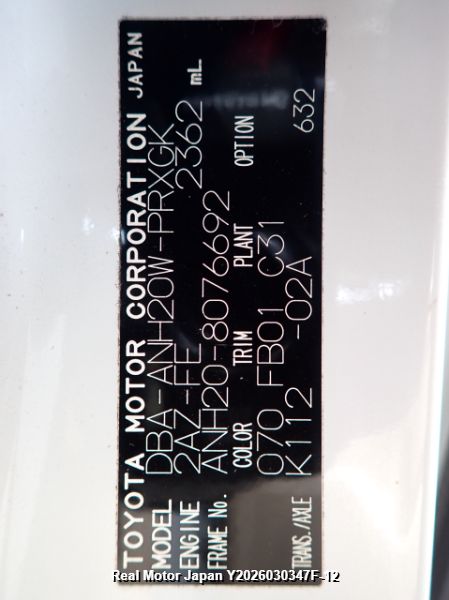 TOYOTA MOTOR CORPORATION JAPAN
MODEL DBA-ANH20W-PRXGK
ENGINE 2AZ-FE 2362 mL
FRAME No. ANH20-8076692
COLOR TRIM PLANT OPTION
070 FB01 C31 632
TRANS./AXLE K112 -02A
Real Motor Japan Y2026030347F-12